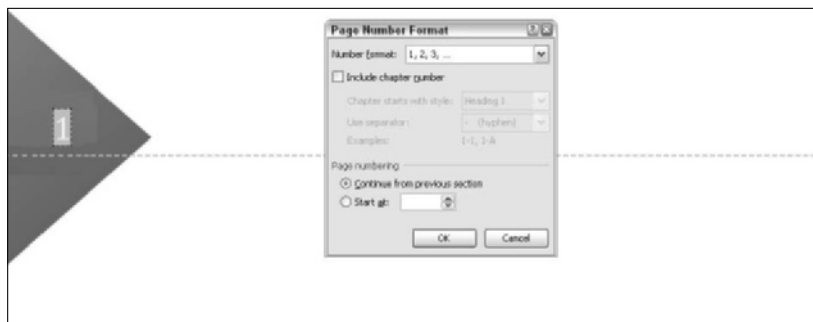 1
Page Number Format
Number format: 1, 2, 3, ...
Include chapter number
Chapter starts with style: Heading 1
Use separator: - (hyphen)
Examples: 1-1, 1-A
Page numbering
Continue from previous section
Start at:
OK Cancel